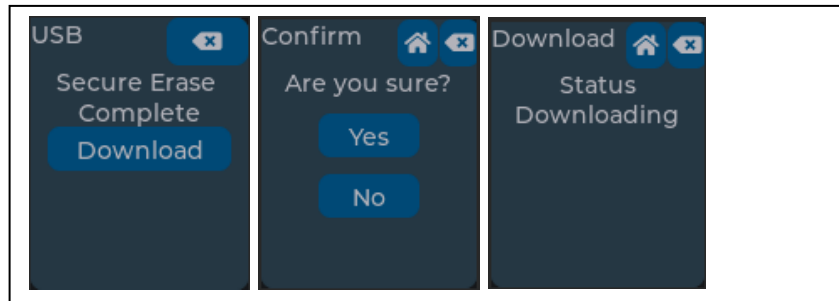 USB
Secure Erase
Complete
Download
Confirm
Are you sure?
Yes
No
Download
Status
Downloading